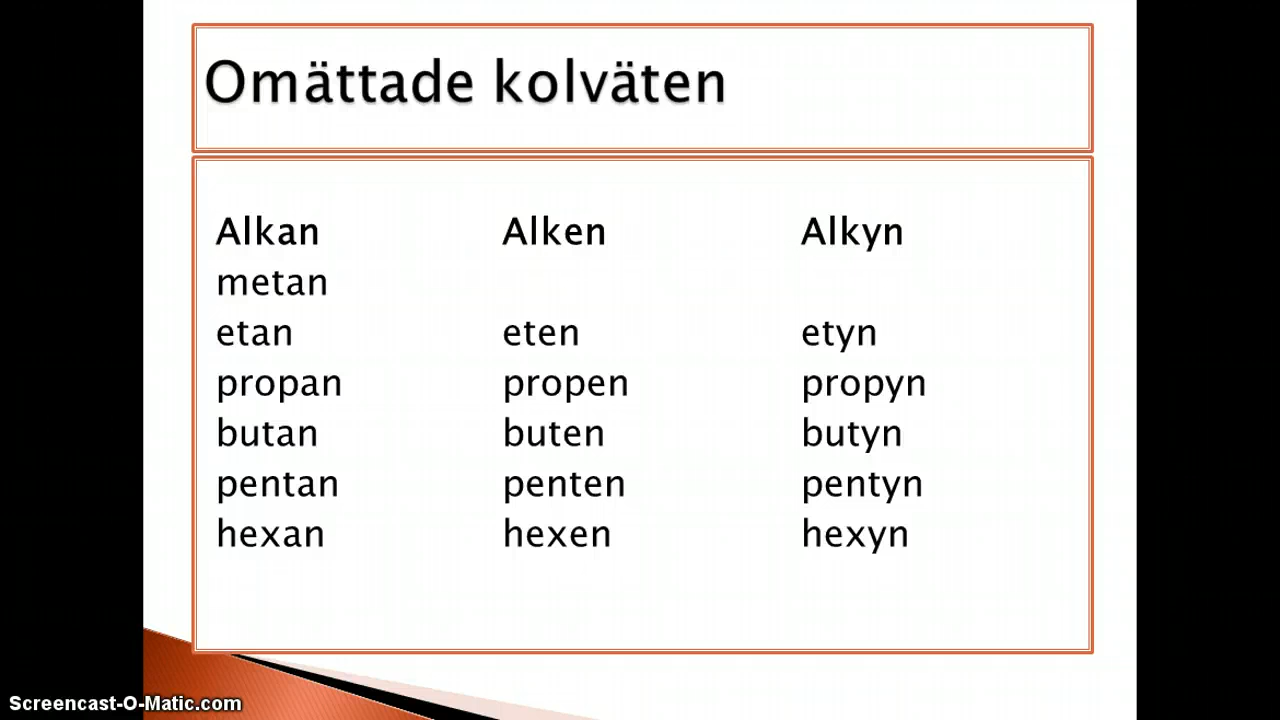 Omättade kolväten
Alkan Alken Alkyn
metan
etan eten etyn
propan propen propyn
butan buten butyn
pentan penten pentyn
hexan hexen hexyn
Screencast-O-Matic.com